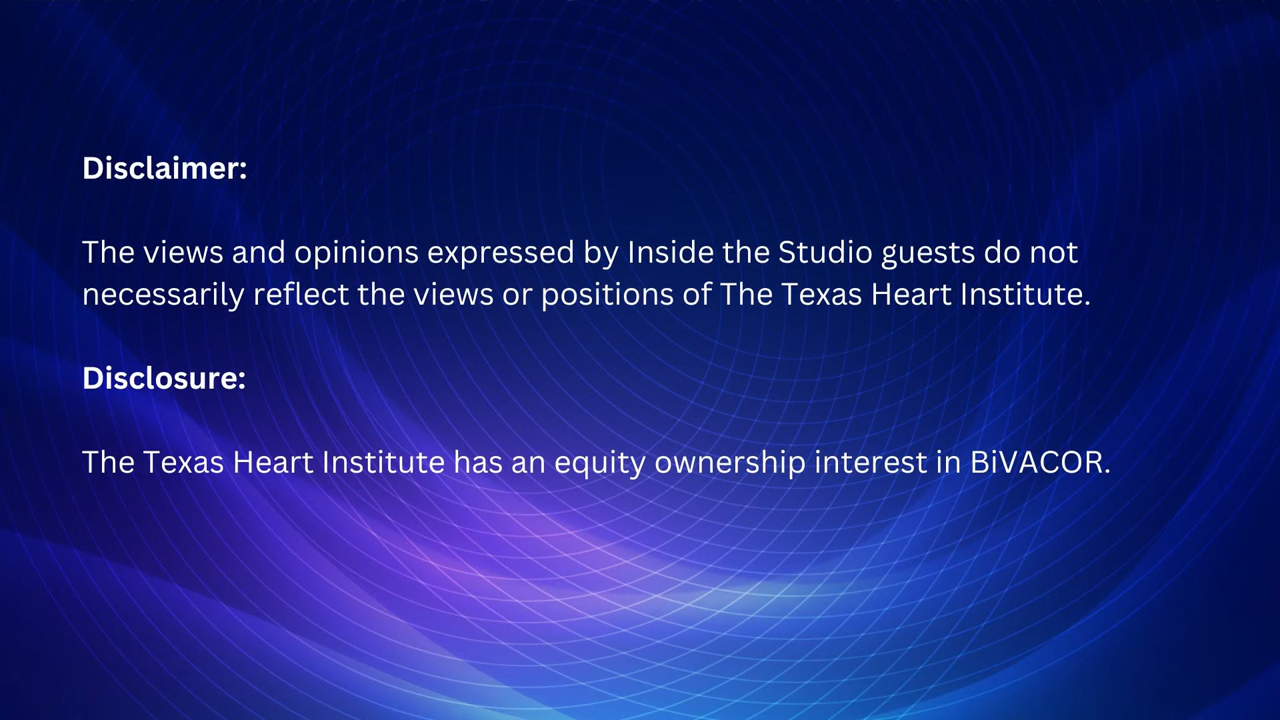 Disclaimer:
The views and opinions expressed by Inside the Studio guests do not
necessarily reflect the views or positions of The Texas Heart Institute.
Disclosure:
The Texas Heart Institute has an equity ownership interest in BiVACOR.